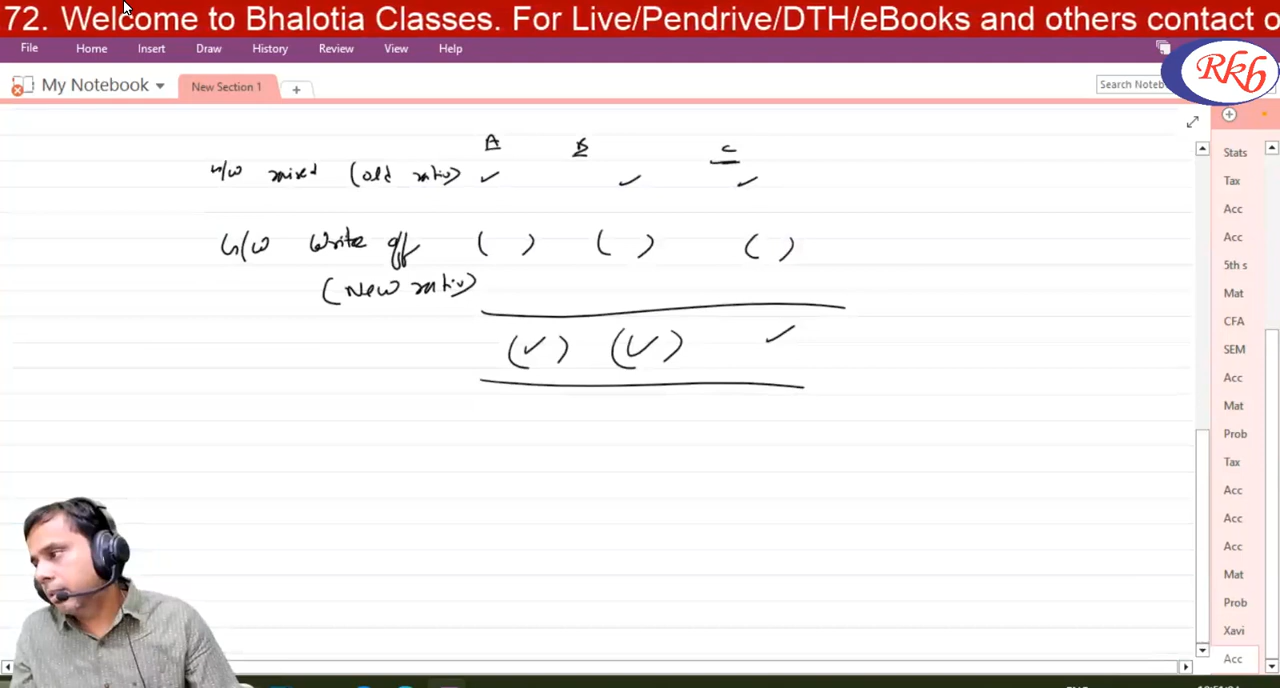 72. Welcome to Bhalotia Classes. For Live/Pendrive/DTH/eBooks and others contact o
File Home Insert Draw History Review View Help
Rkb
My Notebook New Section 1 + Search Noteb
A B C
G/W raised (old ratio)
G/W write off ( ) ( ) ( )
(New ratio)
( ) ( )
Stats
Tax
Acc
Acc
5th s
Mat
CFA
SEM
Acc
Mat
Prob
Tax
Acc
Acc
Acc
Mat
Prob
Xavi
Acc